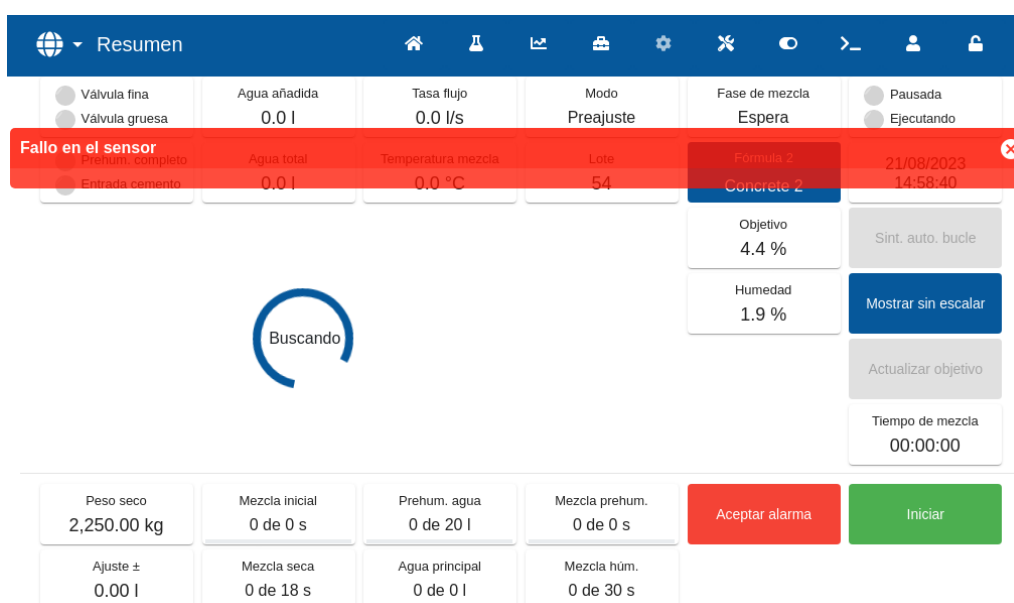 Resumen
Válvula fina
Válvula gruesa
Agua añadida
0.0 l
Tasa flujo
0.0 l/s
Modo
Preajuste
Fase de mezcla
Espera
Pausada
Ejecutando
Fallo en el sensor
Prehum. completo
Entrada cemento
Agua total
0.0 l
Temperatura mezcla
0.0 °C
Lote
54
Fórmula 2
Concrete 2
21/08/2023
14:58:40
Objetivo
4.4 %
Sint. auto. bucle
Humedad
1.9 %
Mostrar sin escalar
Buscando
Actualizar objetivo
Tiempo de mezcla
00:00:00
Peso seco
2,250.00 kg
Mezcla inicial
0 de 0 s
Prehum. agua
0 de 20 l
Mezcla prehum.
0 de 0 s
Aceptar alarma
Iniciar
Ajuste ±
0.00 l
Mezcla seca
0 de 18 s
Agua principal
0 de 0 l
Mezcla húm.
0 de 30 s